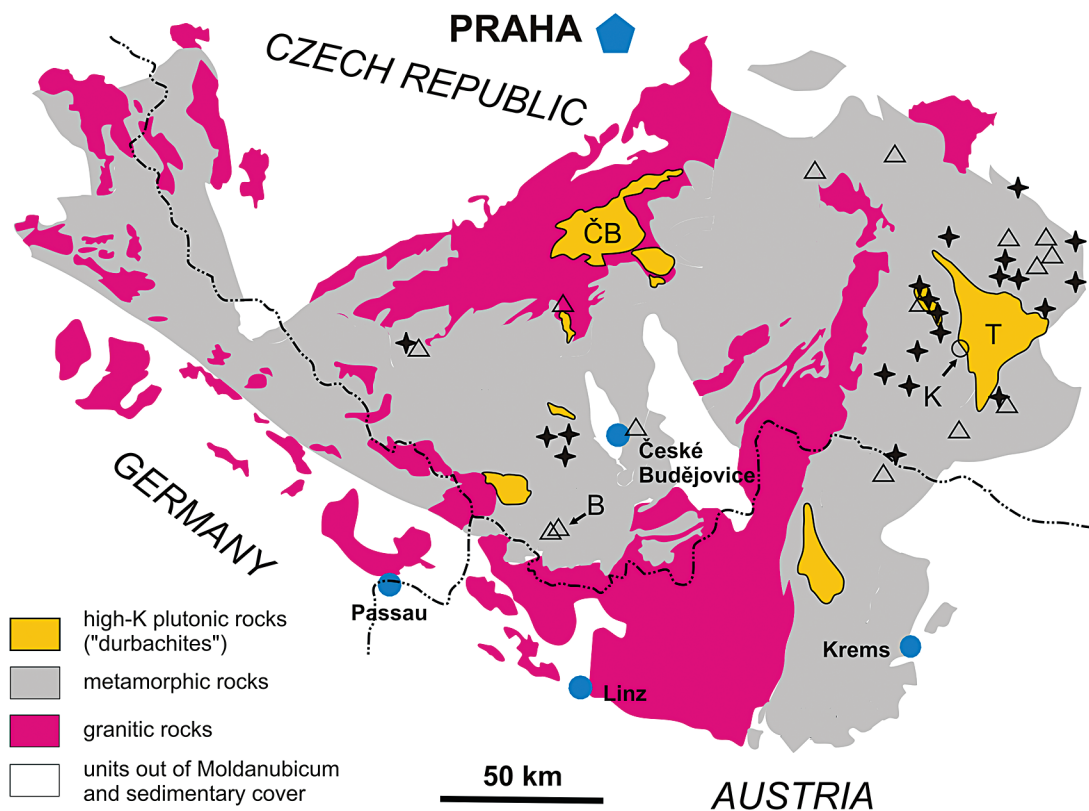 PRAHA
CZECH REPUBLIC
ČB
T
K
České
Budějovice
B
GERMANY
Passau
Krems
Linz
high-K plutonic rocks
("durbachites")
metamorphic rocks
granitic rocks
units out of Moldanubicum
and sedimentary cover
50 km
AUSTRIA